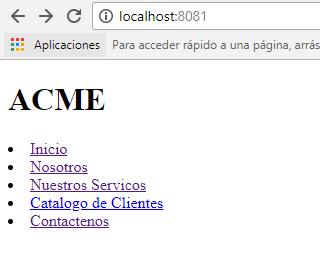 localhost:8081
Aplicaciones Para acceder rápido a una página, arrás
ACME
Inicio
Nosotros
Nuestros Servicos
Catalogo de Clientes
Contactenos